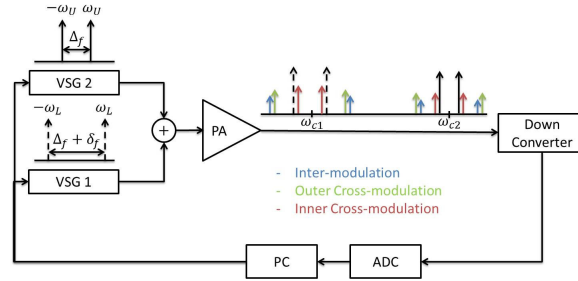 −ω_U ω_U
Δ_f
VSG 2
−ω_L ω_L
Δ_f + δ_f
VSG 1
+
PA
ω_c1
ω_c2
Down
Converter
- Inter-modulation
- Outer Cross-modulation
- Inner Cross-modulation
PC
ADC